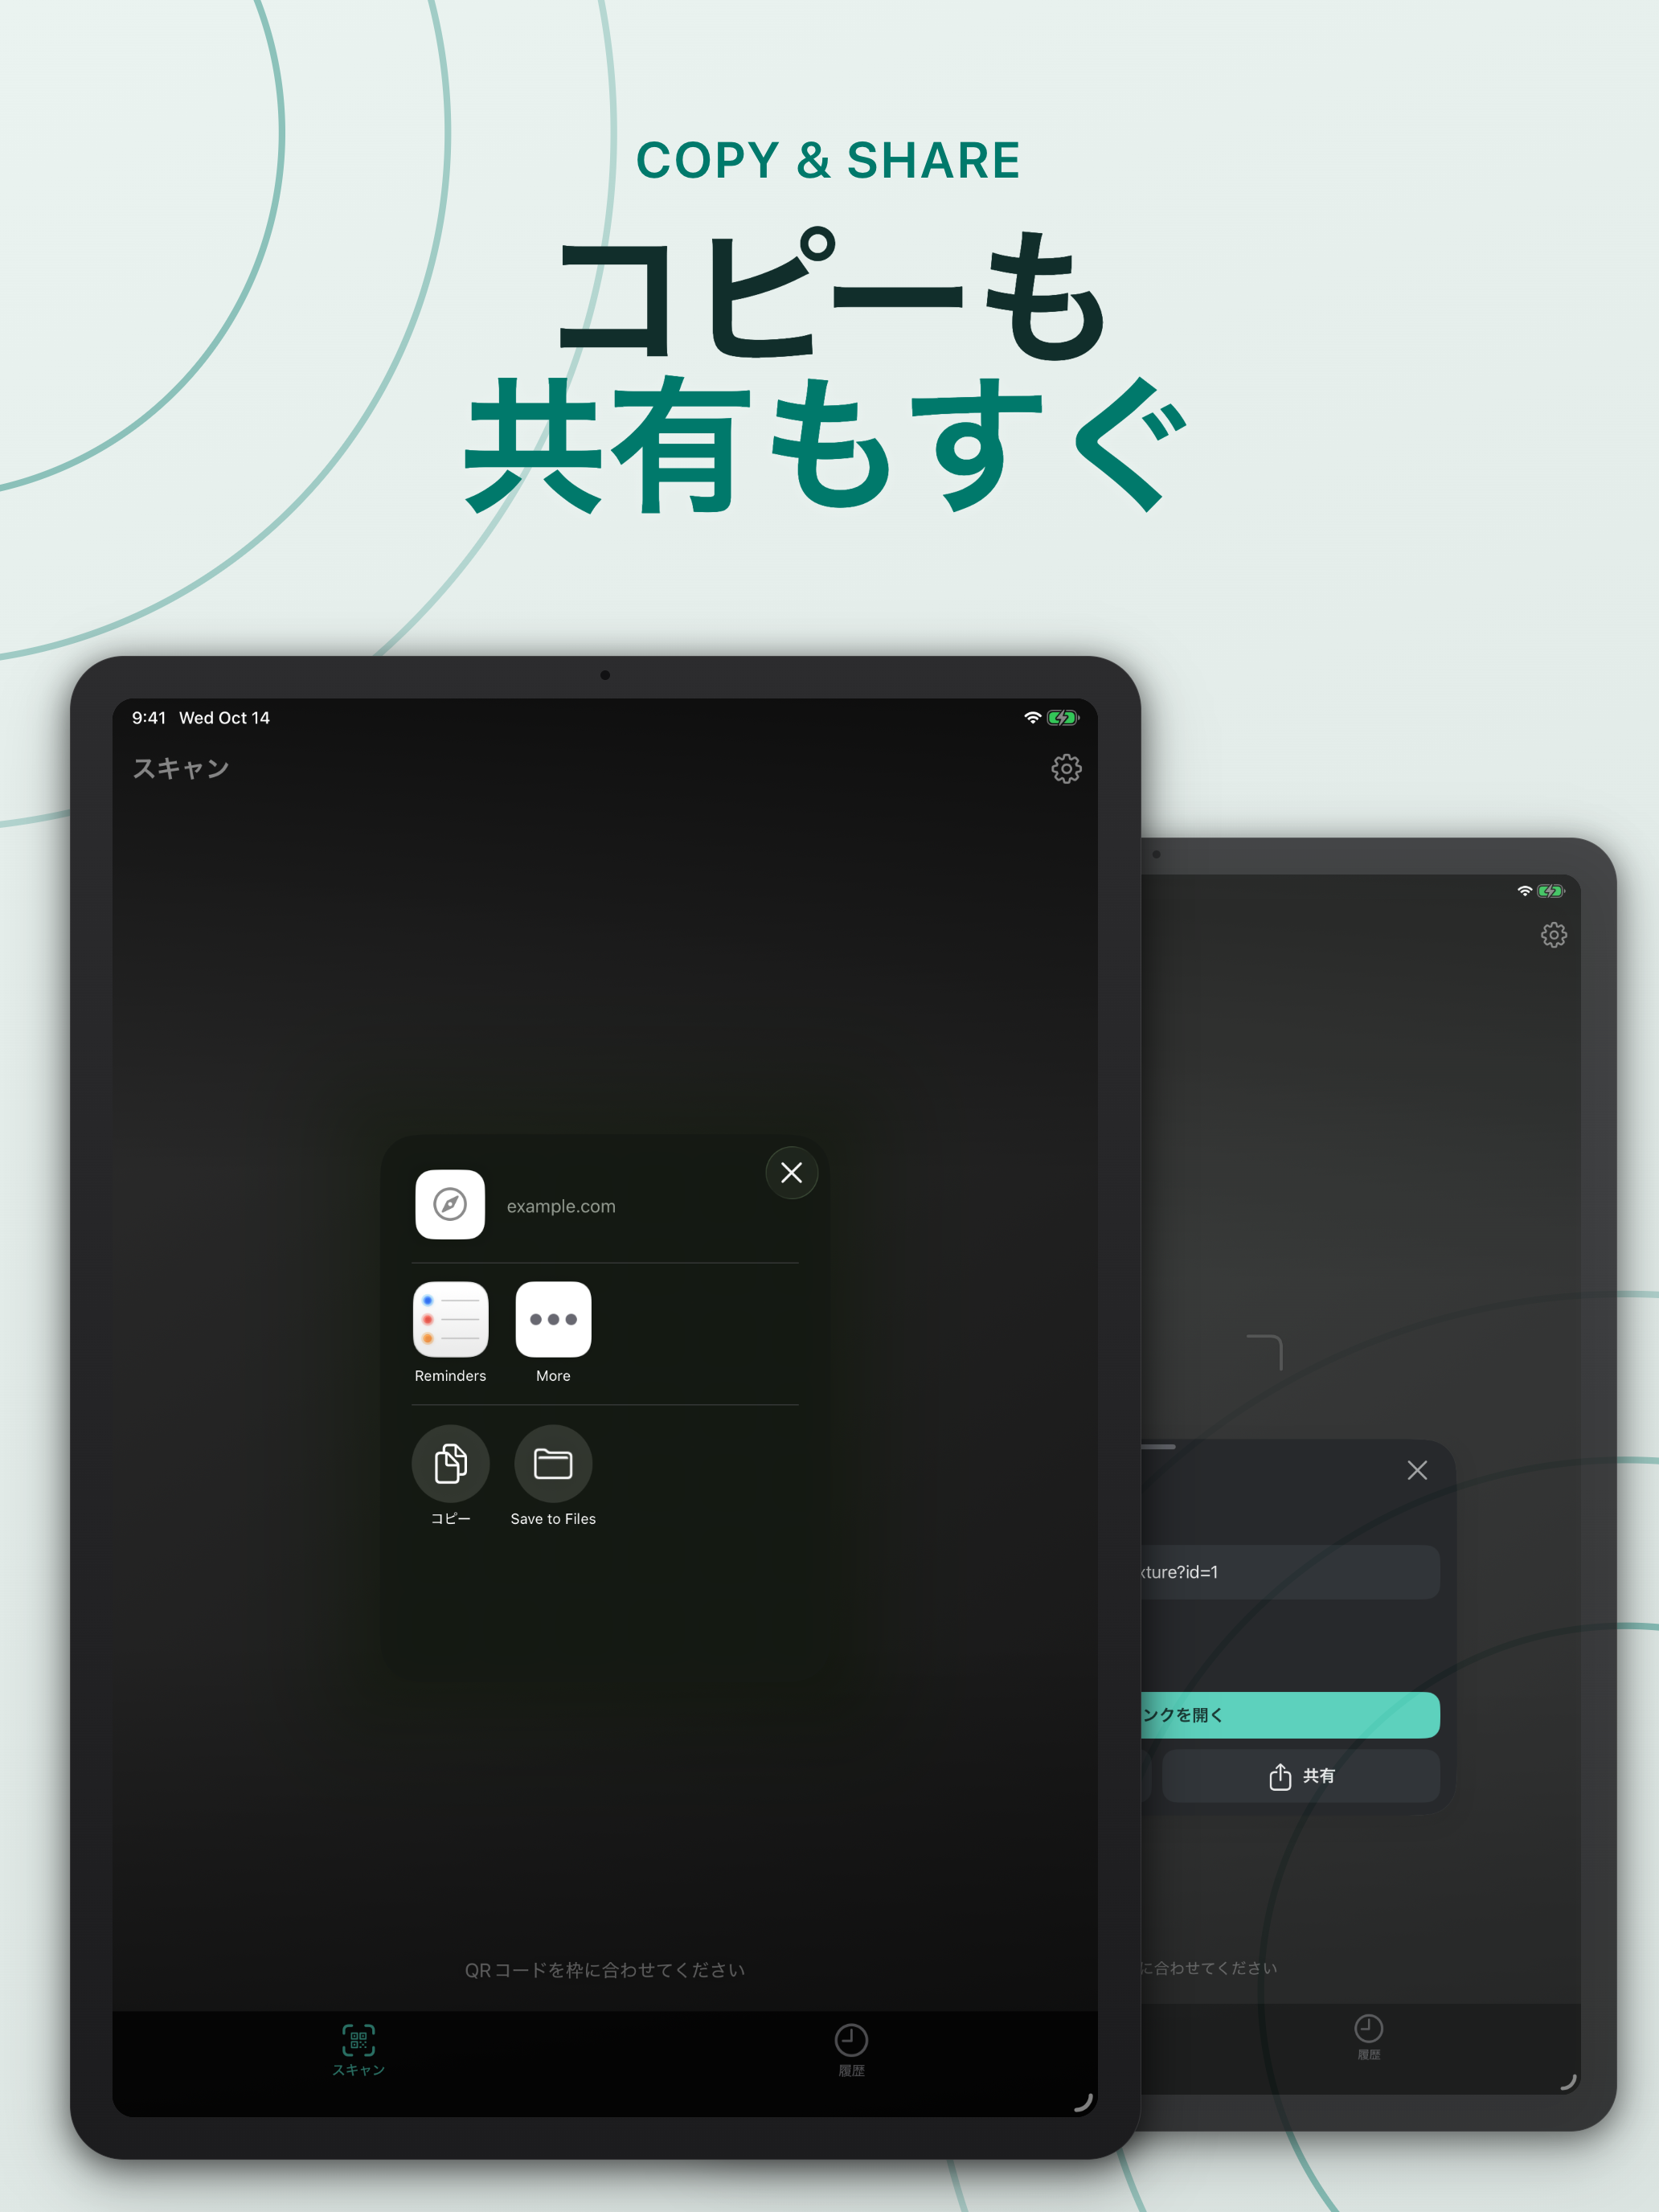 COPY & SHARE
コピーも
共有もすぐ
9:41 Wed Oct 14
スキャン
example.com
Reminders
More
コピー
Save to Files
QRコードを枠に合わせてください
スキャン
履歴
xture?id=1
ンクを開く
共有
に合わせてください
履歴